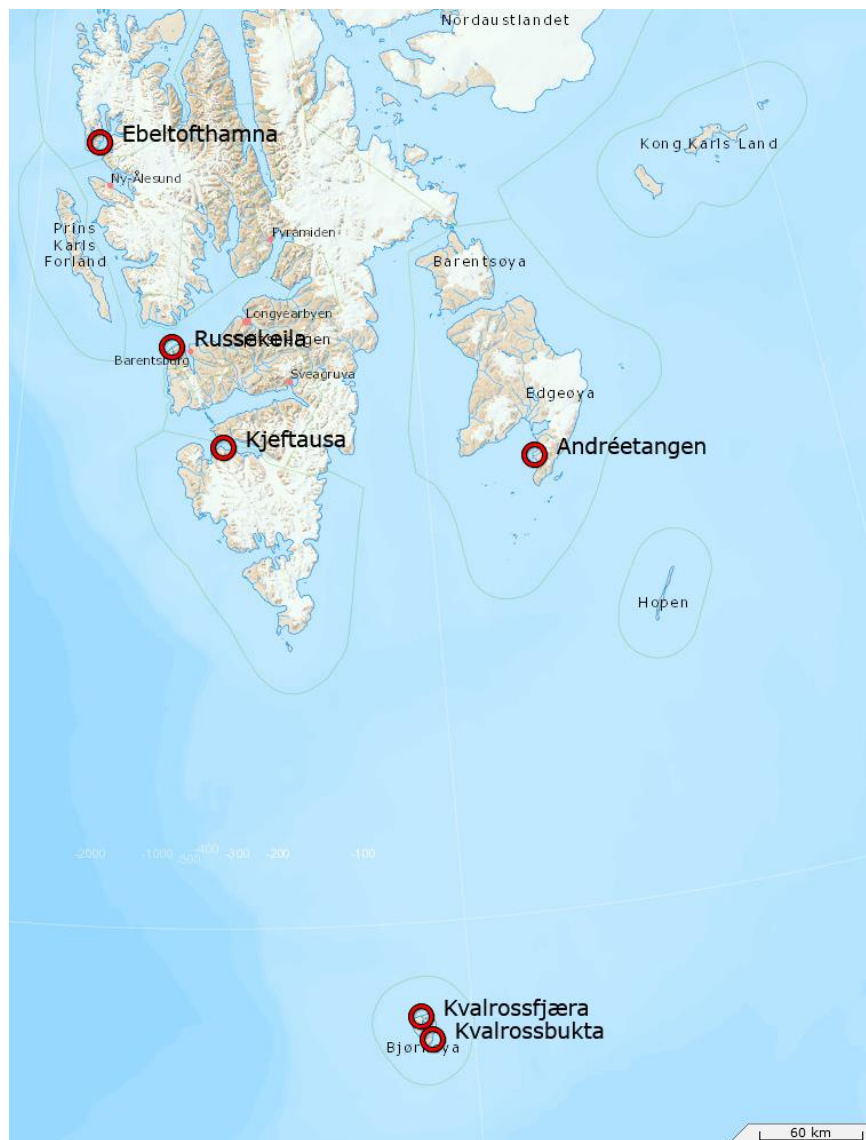 Nordaustlandet
Ebeltofthamna
Kong Karls Land
Ny-Ålesund
Prins
Karls
Forland
Pyramiden
Barentsøya
Longyearbyen
Russekeila
Barentsburg
Sveagruva
Edgeøya
Kjeftausa
Andréetangen
Hopen
-2000
-1000
-500
-400
-300
-200
-100
Kvalrossfjæra
Kvalrossbukta
Bjørnøya
60 km